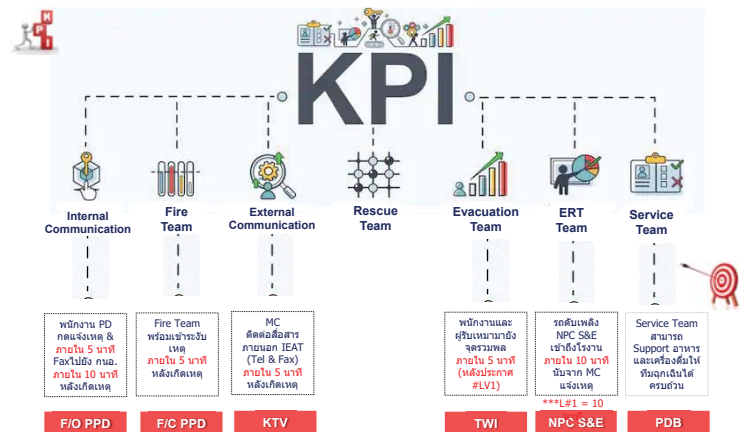 KPI
KPI
Internal
Communication
Fire
Team
External
Communication
Rescue
Team
Evacuation
Team
ERT
Team
Service
Team
พนักงาน PD
กดแจ้งเหตุ &
ภายใน 5 นาที
Faxไปยัง กนอ.
ภายใน 10 นาที
หลังเกิดเหตุ
Fire Team
พร้อมเข้าระงับ
เหตุ
ภายใน 5 นาที
หลังเกิดเหตุ
MC
ติดต่อสื่อสาร
ภายนอก IEAT
(Tel & Fax)
ภายใน 5 นาที
หลังเกิดเหตุ
พนักงานและ
ผู้รับเหมามายัง
จุดรวมพล
ภายใน 5 นาที
(หลังประกาศ
#LV1)
รถดับเพลิง
NPC S&E
เข้าถึงโรงงาน
ภายใน 10 นาที
นับจาก MC
แจ้งเหตุ
***L#1 = 10
นาที
Service Team
สามารถ
Support อาหาร
และเครื่องดื่มให้
ทีมฉุกเฉินได้
ครบถ้วน
F/O PPD
F/C PPD
KTV
TWI
NPC S&E
PDB